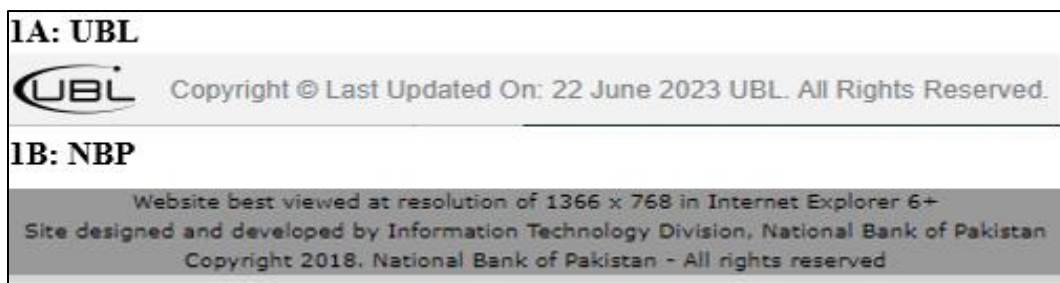 1A: UBL
UBL Copyright © Last Updated On: 22 June 2023 UBL. All Rights Reserved.
1B: NBP
Website best viewed at resolution of 1366 x 768 in Internet Explorer 6+
Site designed and developed by Information Technology Division, National Bank of Pakistan
Copyright 2018. National Bank of Pakistan - All rights reserved